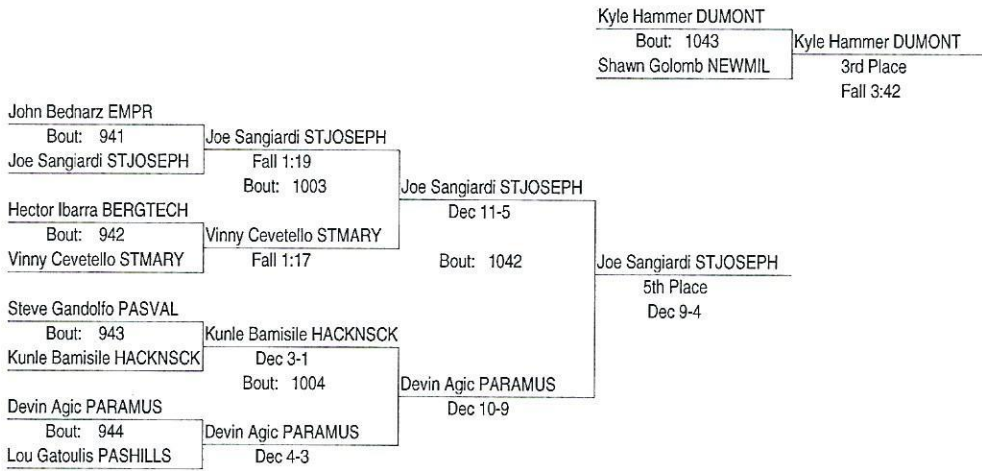 Kyle Hammer DUMONT
Bout: 1043
Shawn Golomb NEWMIL
Kyle Hammer DUMONT
3rd Place
Fall 3:42
John Bednarz EMPR
Bout: 941
Joe Sangiardi STJOSEPH
Joe Sangiardi STJOSEPH
Fall 1:19
Bout: 1003
Hector Ibarra BERGTECH
Bout: 942
Vinny Cevetello STMARY
Vinny Cevetello STMARY
Fall 1:17
Joe Sangiardi STJOSEPH
Dec 11-5
Bout: 1042
Steve Gandolfo PASVAL
Bout: 943
Kunle Bamisile HACKNSCK
Kunle Bamisile HACKNSCK
Dec 3-1
Bout: 1004
Devin Agic PARAMUS
Bout: 944
Lou Gatoulis PASHILLS
Devin Agic PARAMUS
Dec 4-3
Devin Agic PARAMUS
Dec 10-9
Joe Sangiardi STJOSEPH
5th Place
Dec 9-4